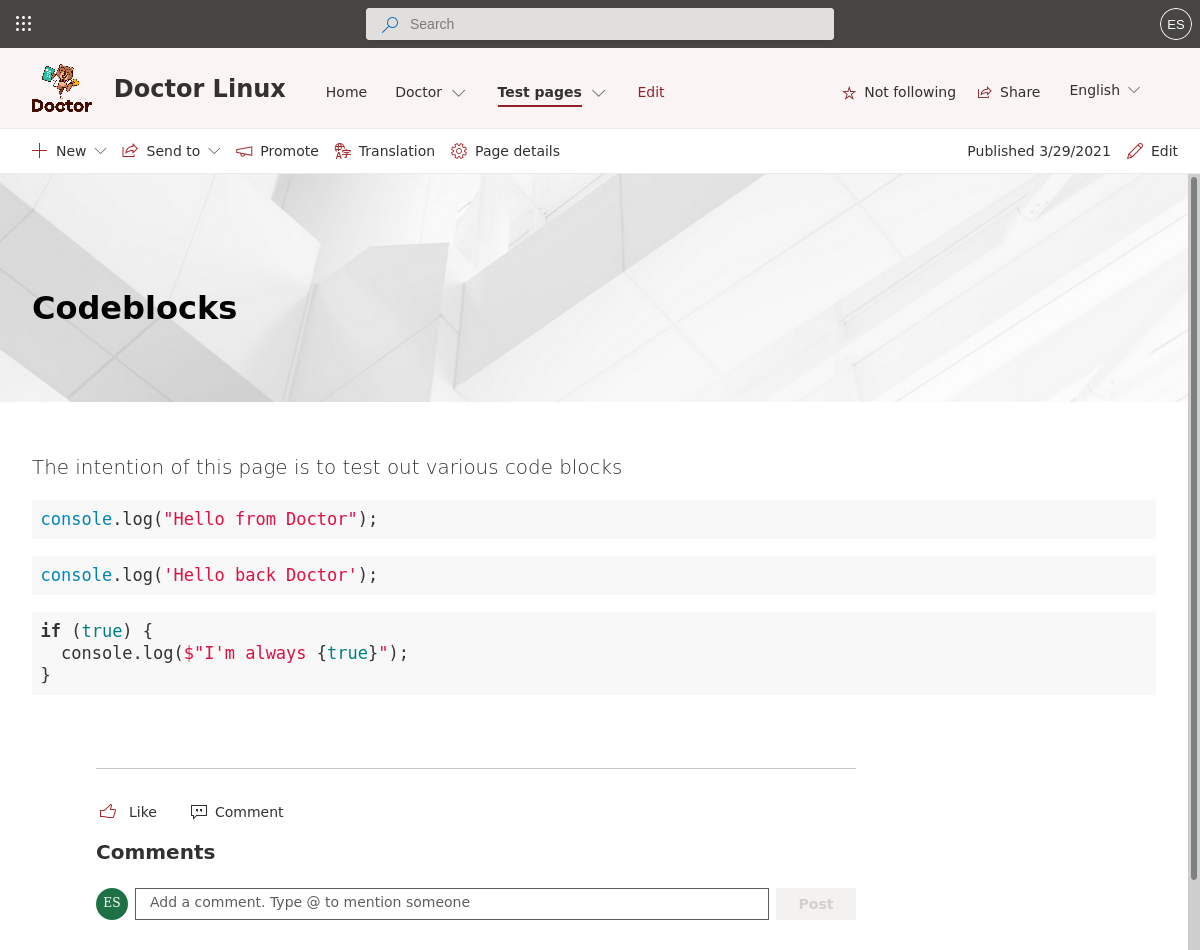 Search
ES
Doctor
Doctor Linux
Home Doctor Test pages Edit
Not following Share English
New Send to Promote Translation Page details
Published 3/29/2021 Edit
Codeblocks
The intention of this page is to test out various code blocks
console.log("Hello from Doctor");
console.log('Hello back Doctor');
if (true) {
  console.log($"I'm always {true}");
}
Like Comment
Comments
ES Add a comment. Type @ to mention someone Post